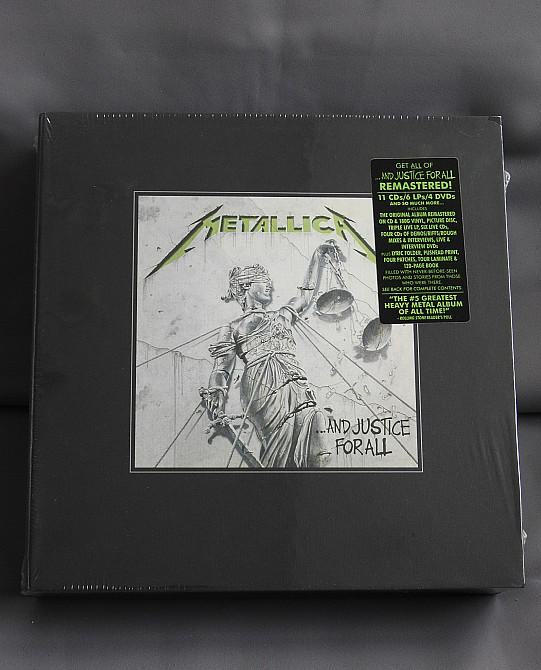 METALLICA
...AND JUSTICE
FOR ALL
GET ALL OF
...AND JUSTICE FOR ALL
REMASTERED!
11 CDs/6 LPs/4 DVDs
AND SO MUCH MORE...
INCLUDES
THE ORIGINAL ALBUM REMASTERED
ON CD & 180G VINYL, PICTURE DISC,
TRIPLE LIVE LP, SIX LIVE CDs,
FOUR CDs OF DEMOS/RIFFS/ROUGH
MIXES & INTERVIEWS, LIVE &
INTERVIEW DVDs
PLUS LYRIC FOLDER, PUSHEAD PRINT,
FOUR PATCHES, TOUR LAMINATE &
120-PAGE BOOK
FILLED WITH NEVER-BEFORE-SEEN
PHOTOS AND STORIES FROM THOSE
WHO WERE THERE.
SEE BACK FOR COMPLETE CONTENTS.
"THE #5 GREATEST
HEAVY METAL ALBUM
OF ALL TIME!"
- ROLLING STONE READER'S POLL